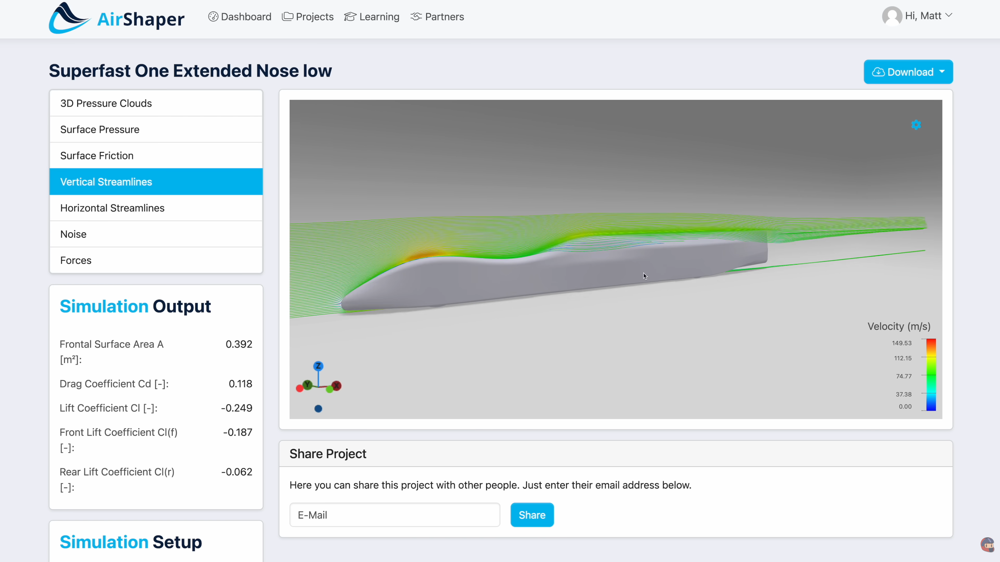 AirShaper
Dashboard
Projects
Learning
Partners
Hi, Matt
Superfast One Extended Nose low
Download
3D Pressure Clouds
Surface Pressure
Surface Friction
Vertical Streamlines
Horizontal Streamlines
Noise
Forces
Simulation Output
Frontal Surface Area A 0.392
[m²]:
Drag Coefficient Cd [-]: 0.118
Lift Coefficient Cl [-]: -0.249
Front Lift Coefficient Cl(f) -0.187
[-]:
Rear Lift Coefficient Cl(r) -0.062
[-]:
Simulation Setup
Velocity (m/s)
149.53
112.15
74.77
37.38
0.00
Z
Y
X
Share Project
Here you can share this project with other people. Just enter their email address below.
E-Mail
Share